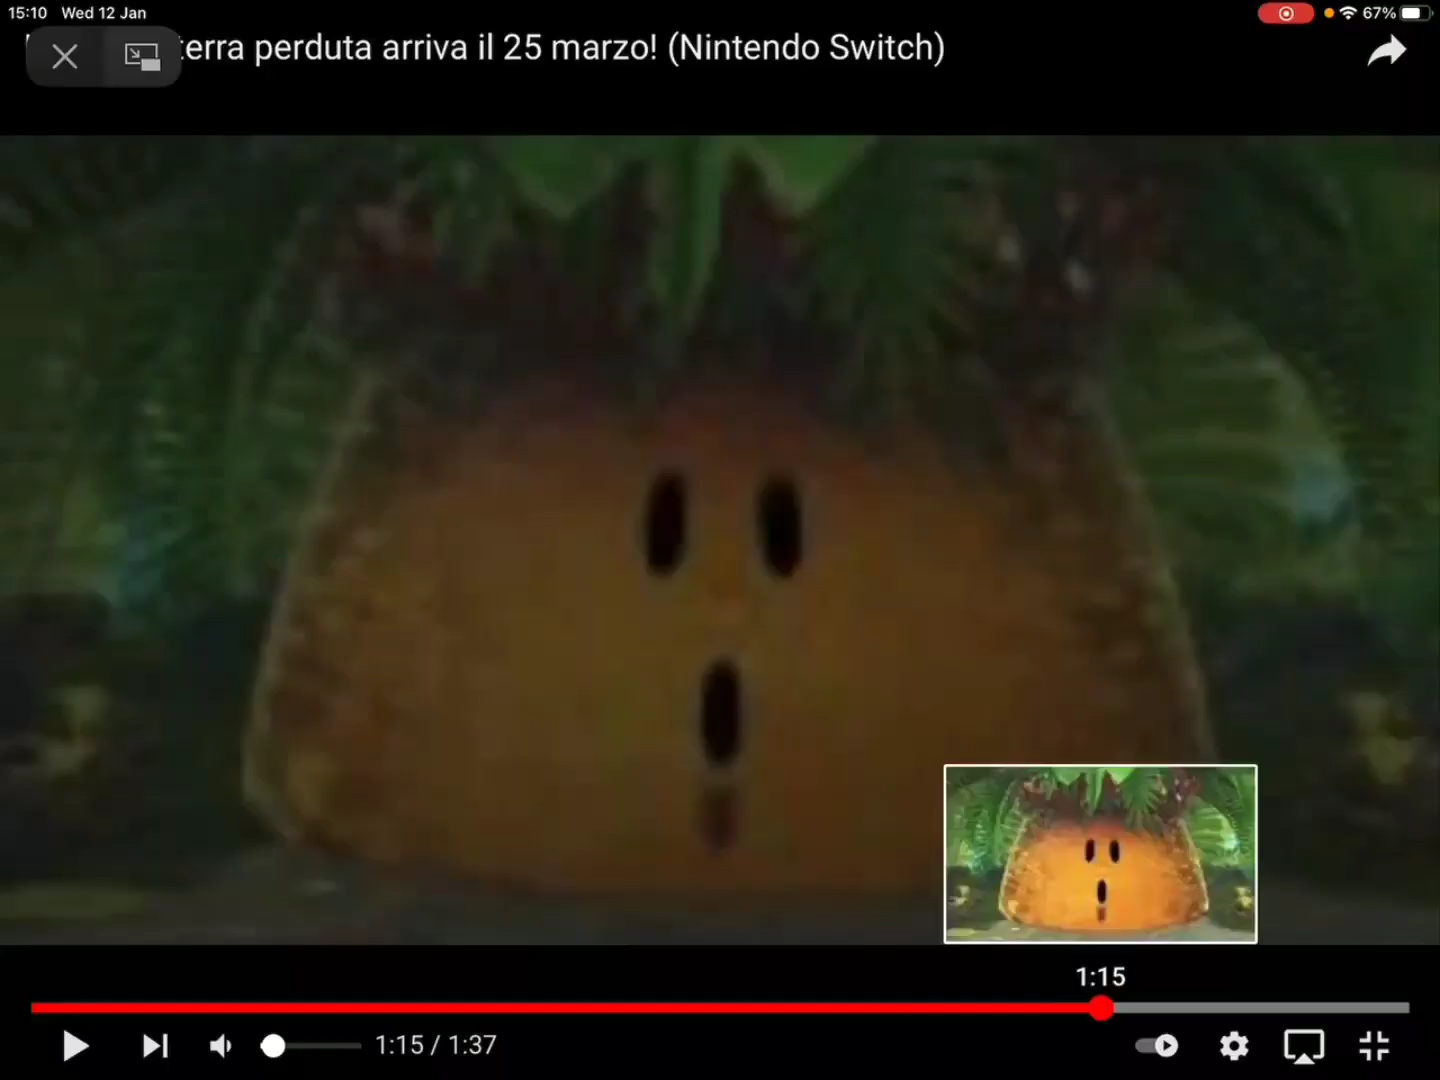 15:10 Wed 12 Jan
67%
terra perduta arriva il 25 marzo! (Nintendo Switch)
1:15
1:15 / 1:37